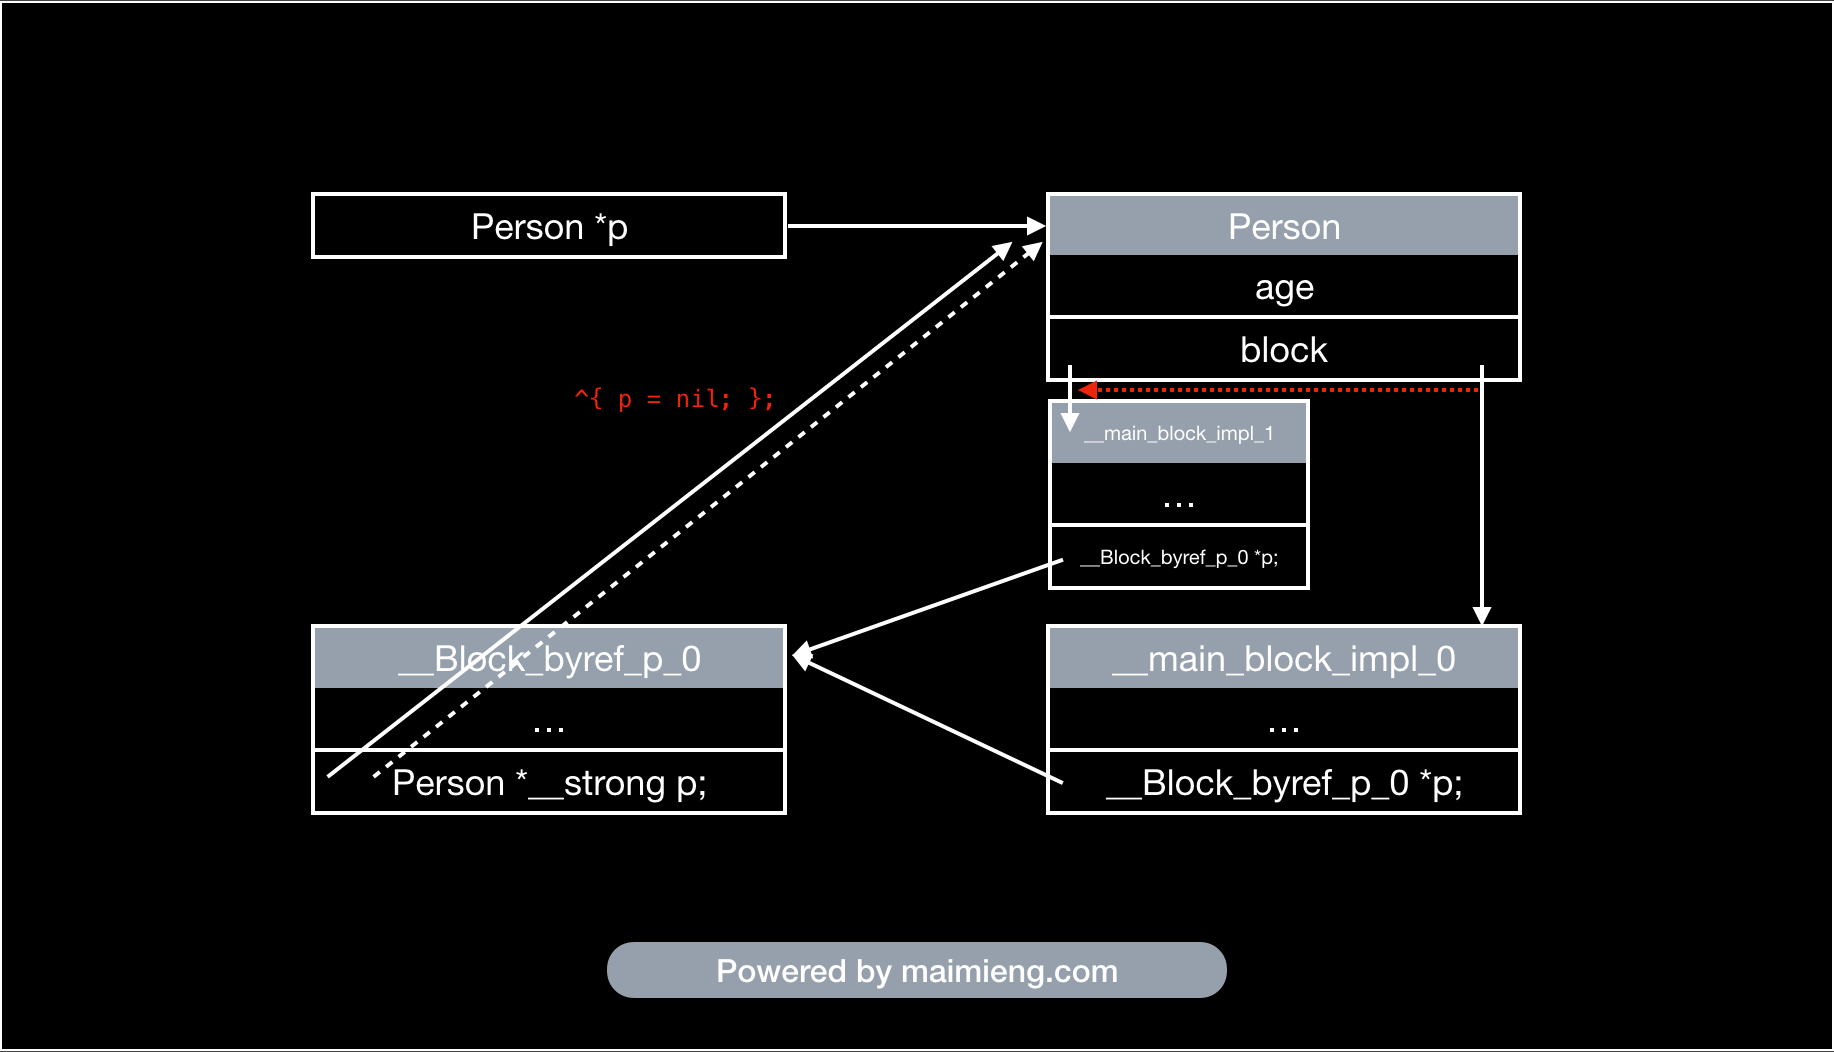 Person *p
Person
age
block
^{ p = nil; };
__main_block_impl_1
...
__Block_byref_p_0 *p;
__Block_byref_p_0
...
Person *__strong p;
__main_block_impl_0
...
__Block_byref_p_0 *p;
Powered by maimieng.com